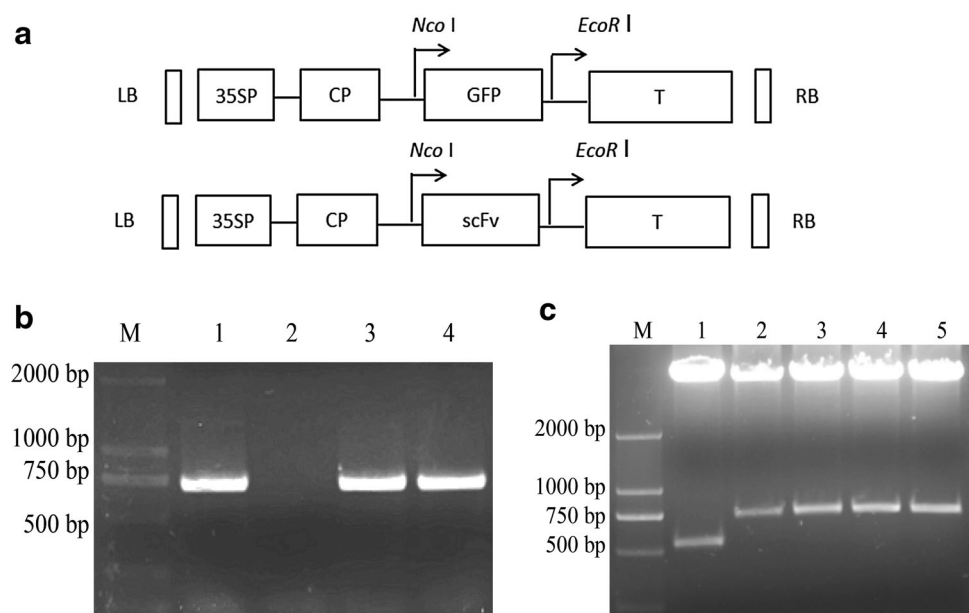 a
Nco I EcoR I
LB 35SP CP GFP T RB
Nco I EcoR I
LB 35SP CP scFv T RB
b
M 1 2 3 4
2000 bp
1000 bp
750 bp
500 bp
c
M 1 2 3 4 5
2000 bp
1000 bp
750 bp
500 bp